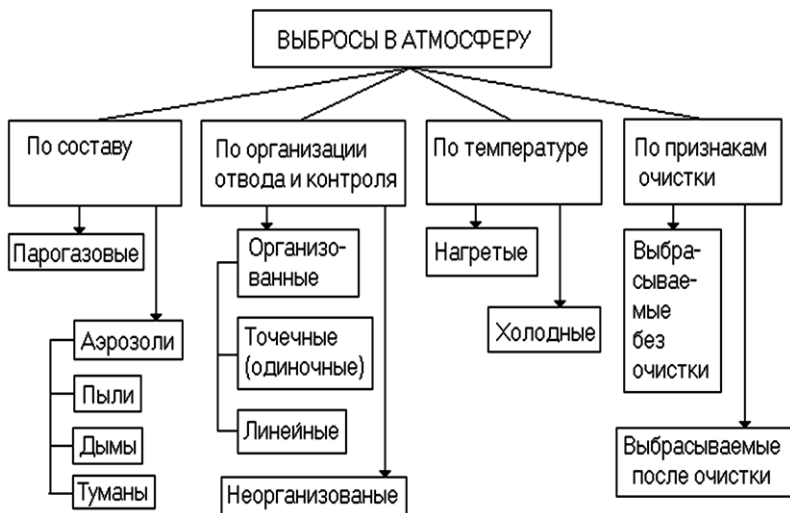 ВЫБРОСЫ В АТМОСФЕРУ
По составу
По организации
отвода и контроля
По температуре
По признакам
очистки
Парогазовые
Аэрозоли
Пыли
Дымы
Туманы
Организо-
ванные
Точечные
(одиночные)
Линейные
Неорганизованые
Нагретые
Холодные
Выбра-
сывае-
мые
без
очистки
Выбрасываемые
после очистки